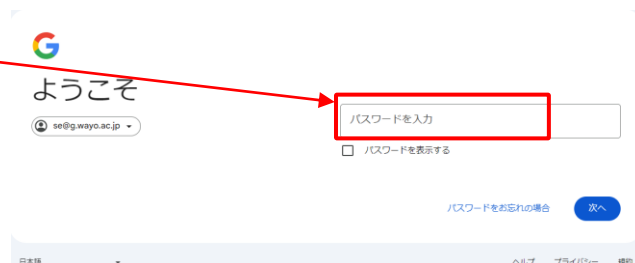 ようこそ
se@g.wayo.ac.jp
パスワードを入力
パスワードを表示する
パスワードをお忘れの場合
次へ
日本語
ヘルプ プライバシー 規約